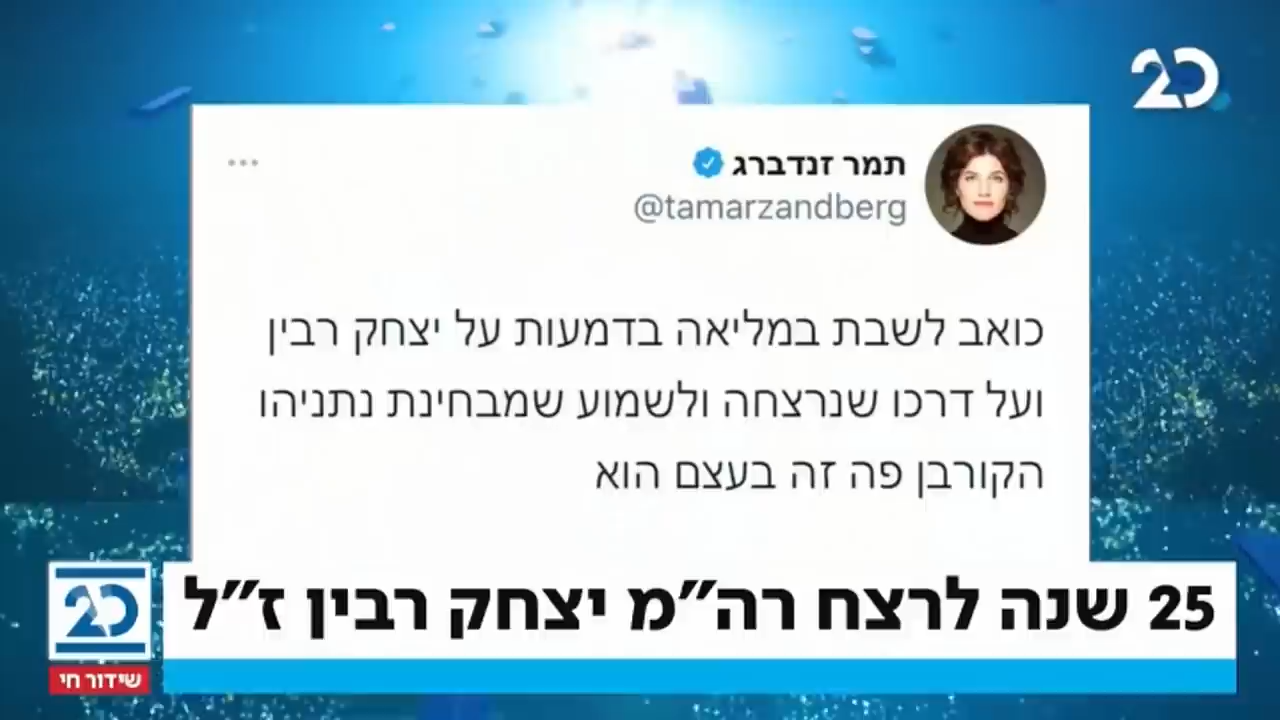 20
תמר זנדברג
@tamarzandberg
כואב לשבת במליאה בדמעות על יצחק רבין
ועל דרכו שנרצחה ולשמוע שמבחינת נתניהו
הקורבן פה זה בעצם הוא
25 שנה לרצח רה״מ יצחק רבין ז״ל
20
שידור חי